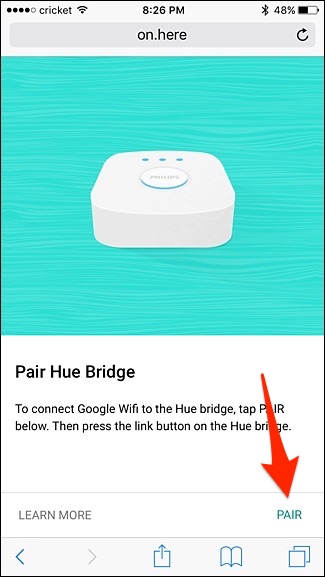 cricket 8:26 PM 48%
on.here
PHILIPS
Pair Hue Bridge
To connect Google Wifi to the Hue bridge, tap PAIR
below. Then press the link button on the Hue bridge.
LEARN MORE PAIR